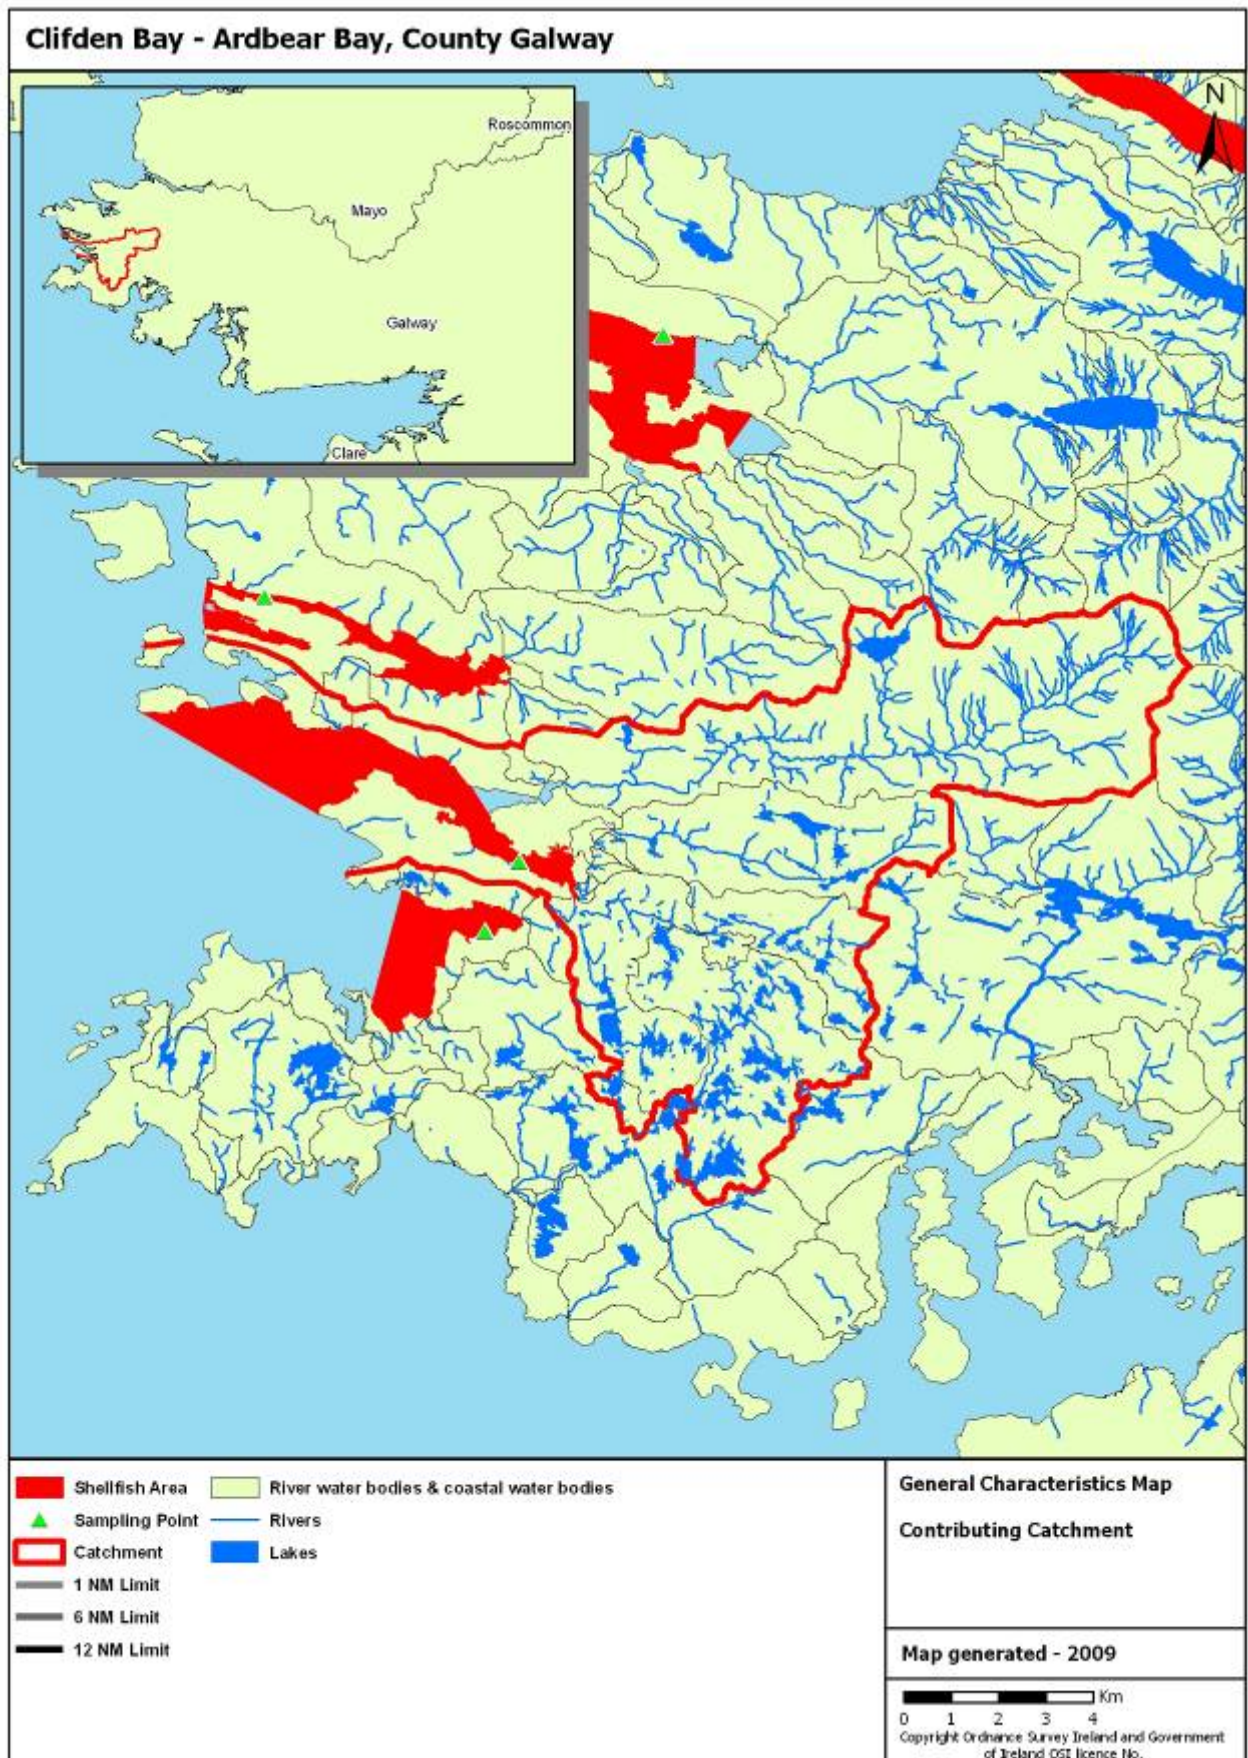 Clifden Bay - Ardbear Bay, County Galway
N
Roscommon
Mayo
Galway
Clare
Shellfish Area
River water bodies & coastal water bodies
Sampling Point
Rivers
Catchment
Lakes
1 NM Limit
6 NM Limit
12 NM Limit
General Characteristics Map
Contributing Catchment
Map generated - 2009
Km
0 1 2 3 4
Copyright Ordnance Survey Ireland and Government
of Ireland OSI licence No.